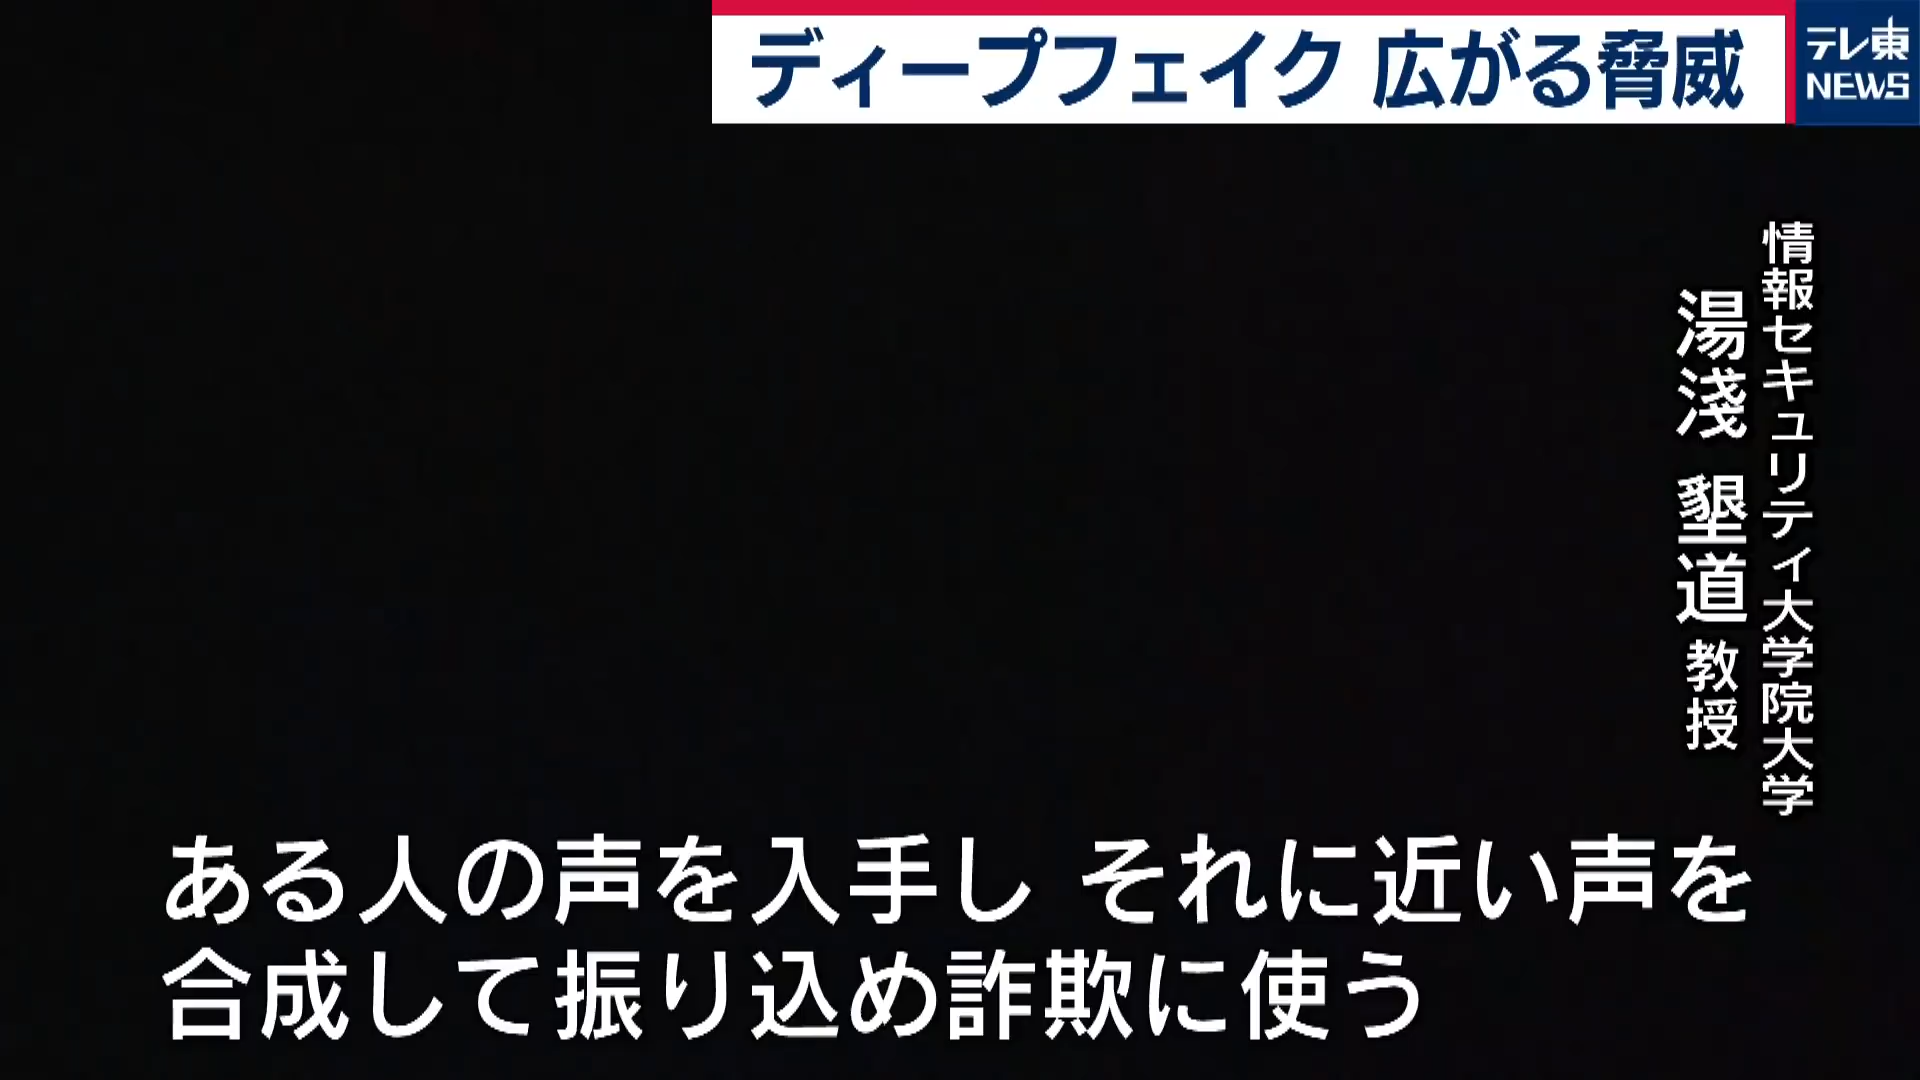 ディープフェイク 広がる脅威
テレ東
NEWS
情報セキュリティ大学院大学
湯淺 墾道 教授
ある人の声を入手し それに近い声を
合成して振り込め詐欺に使う